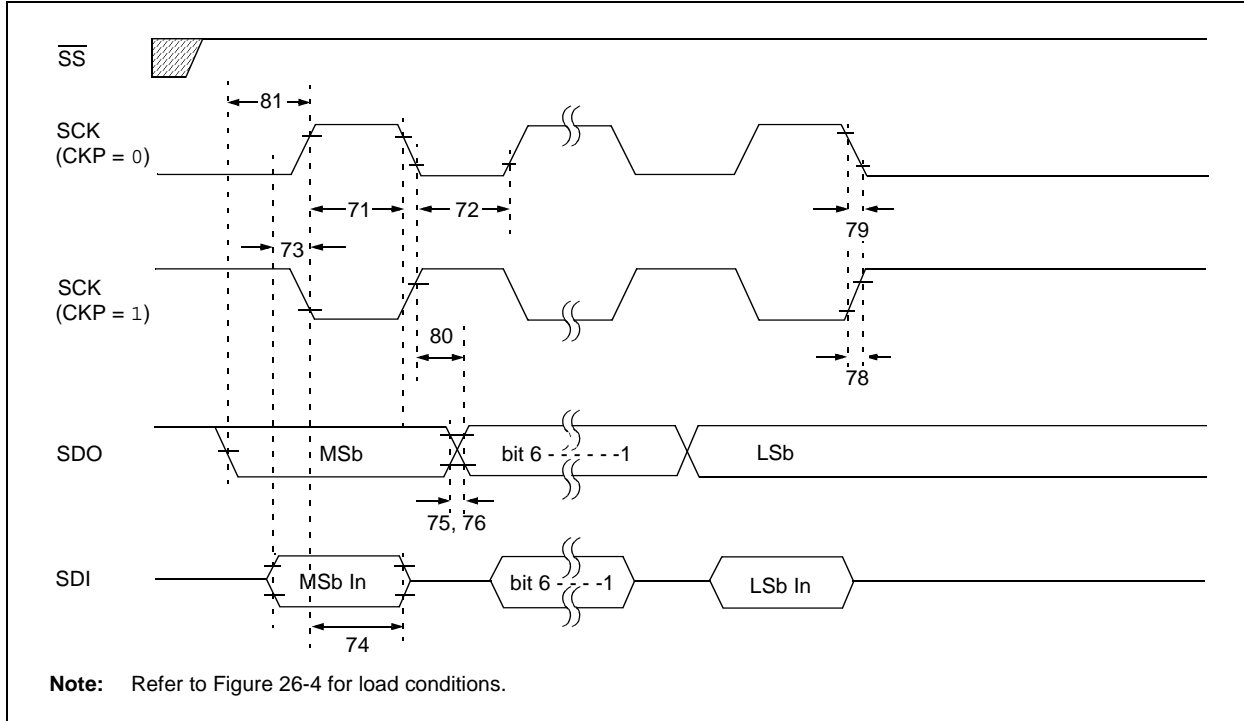 SS
81
SCK
(CKP = 0)
71
72
79
73
SCK
(CKP = 1)
80
78
SDO
MSb
bit 6 - - - - - -1
LSb
75, 76
SDI
MSb In
bit 6 - - - - -1
LSb In
74
Note: Refer to Figure 26-4 for load conditions.